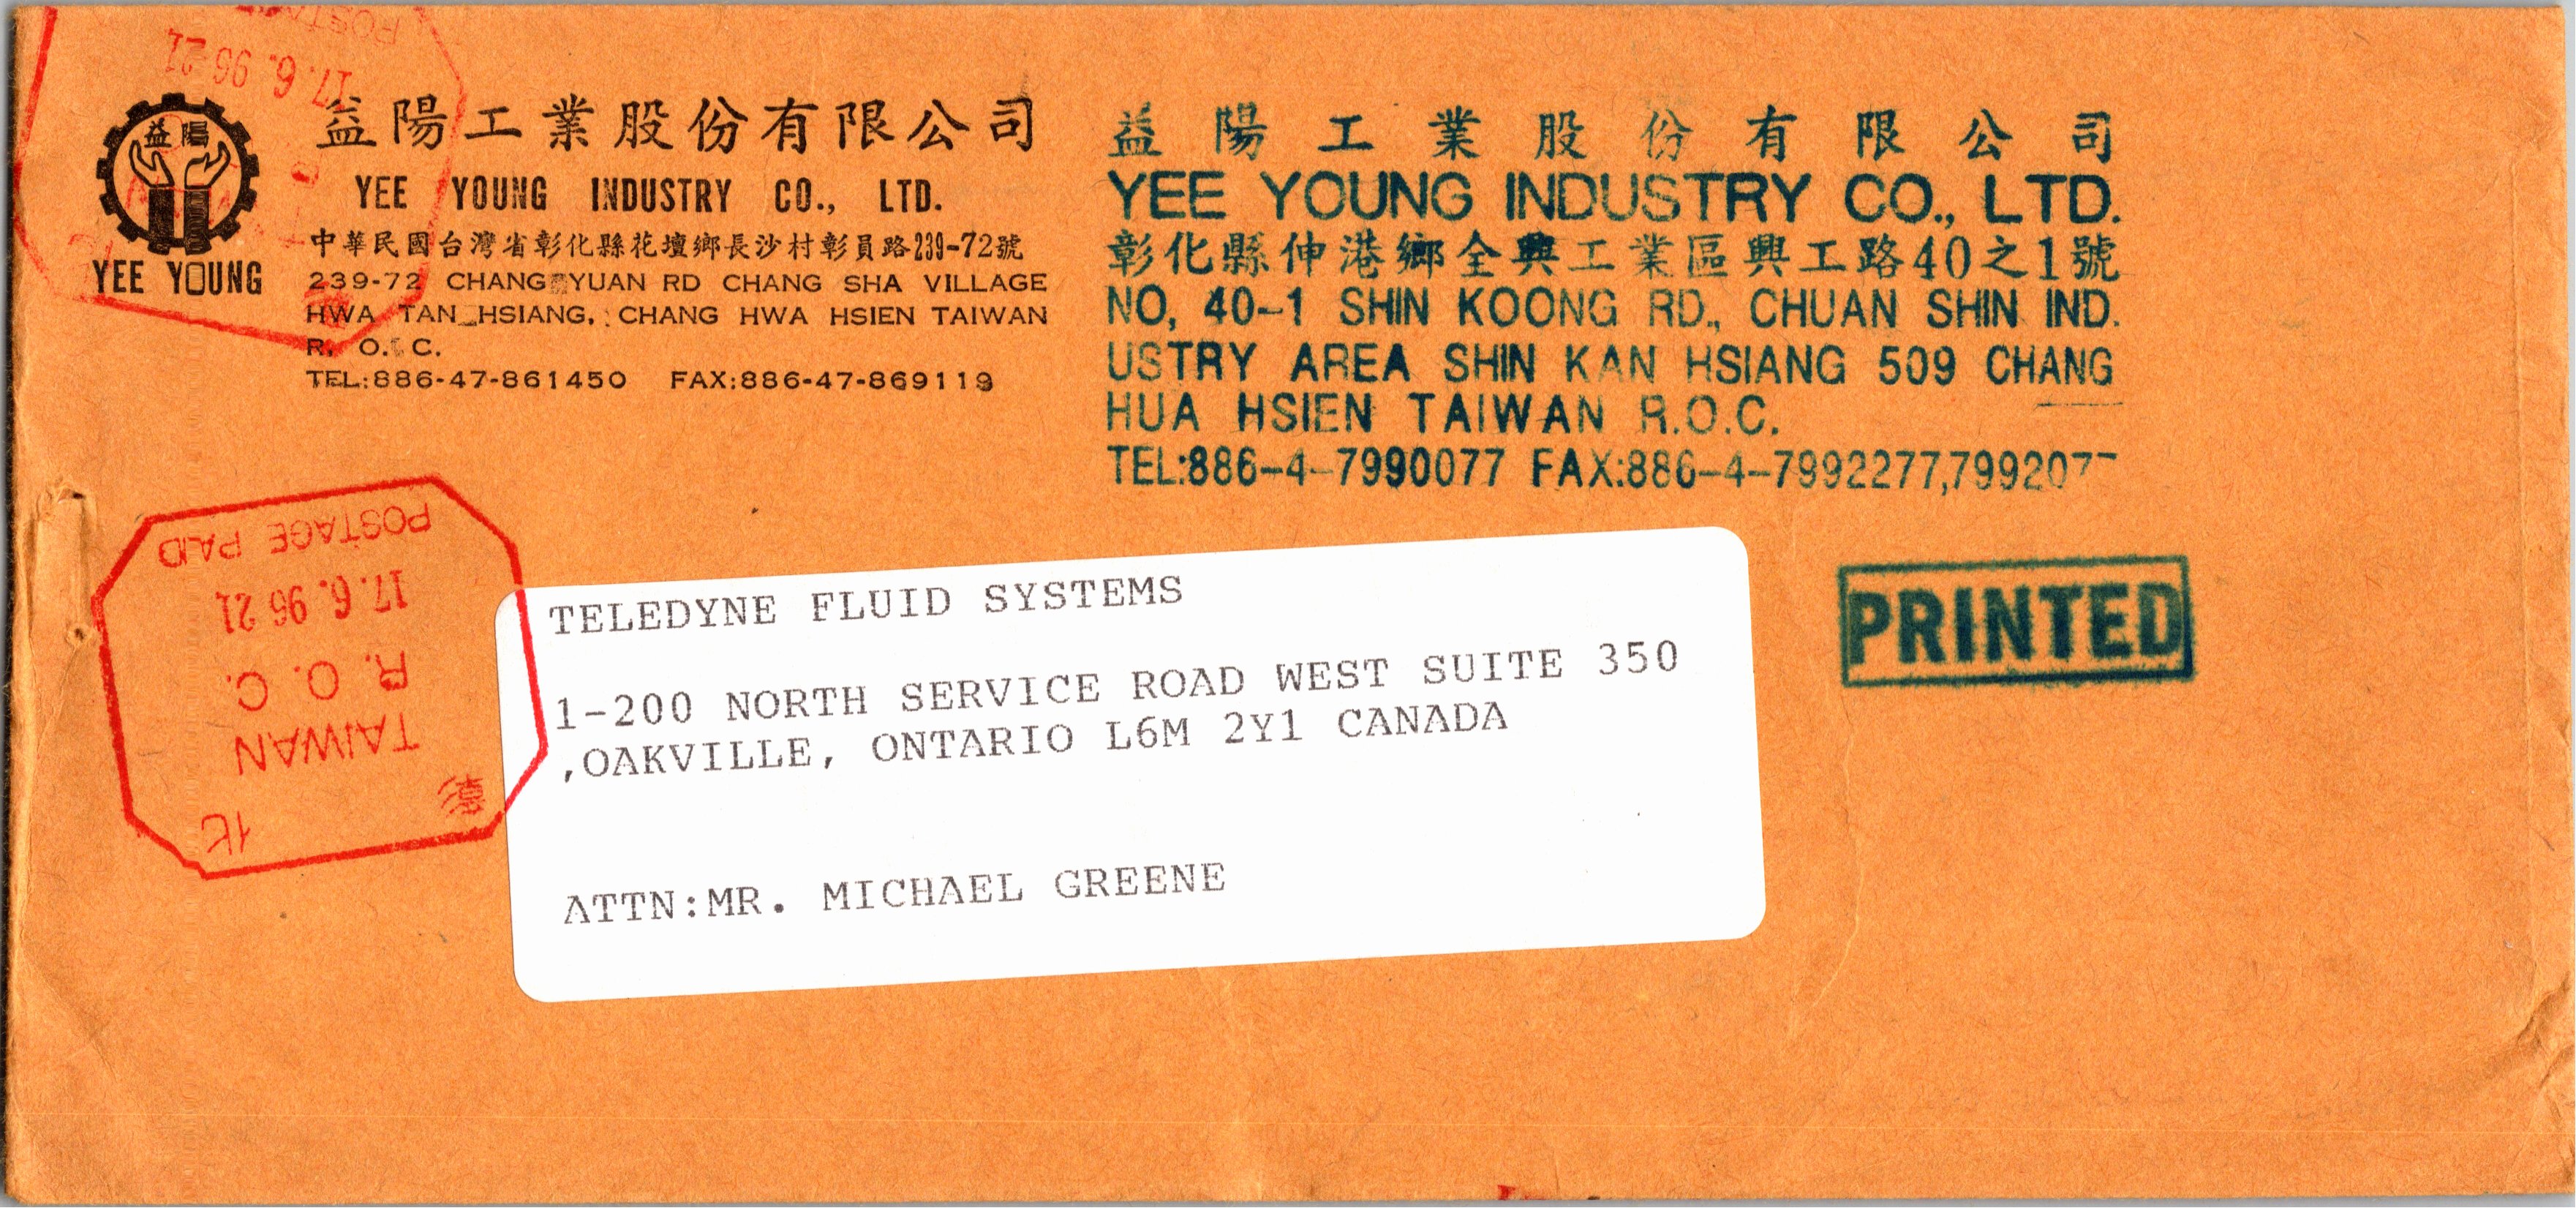 益陽
YEE YOUNG
益陽工業股份有限公司
YEE YOUNG INDUSTRY CO., LTD.
中華民國台灣省彰化縣花壇鄉長沙村彰員路239-72號
239-72 CHANG YUAN RD CHANG SHA VILLAGE
HWA TAN HSIANG, CHANG HWA HSIEN TAIWAN
R. O. C.
TEL:886-47-861450 FAX:886-47-869119
POSTAGE
17. 6. 96 21
益陽工業股份有限公司
YEE YOUNG INDUSTRY CO., LTD.
彰化縣伸港鄉全興工業區興工路40之1號
NO, 40-1 SHIN KOONG RD., CHUAN SHIN IND.
USTRY AREA SHIN KAN HSIANG 509 CHANG
HUA HSIEN TAIWAN R.O.C.
TEL:886-4-7990077 FAX:886-4-7992277,799207
POSTAGE PAID
17. 6. 96 21
R. O. C.
TAIWAN
彰化
TELEDYNE FLUID SYSTEMS
1-200 NORTH SERVICE ROAD WEST SUITE 350
,OAKVILLE, ONTARIO L6M 2Y1 CANADA
ATTN:MR. MICHAEL GREENE
PRINTED